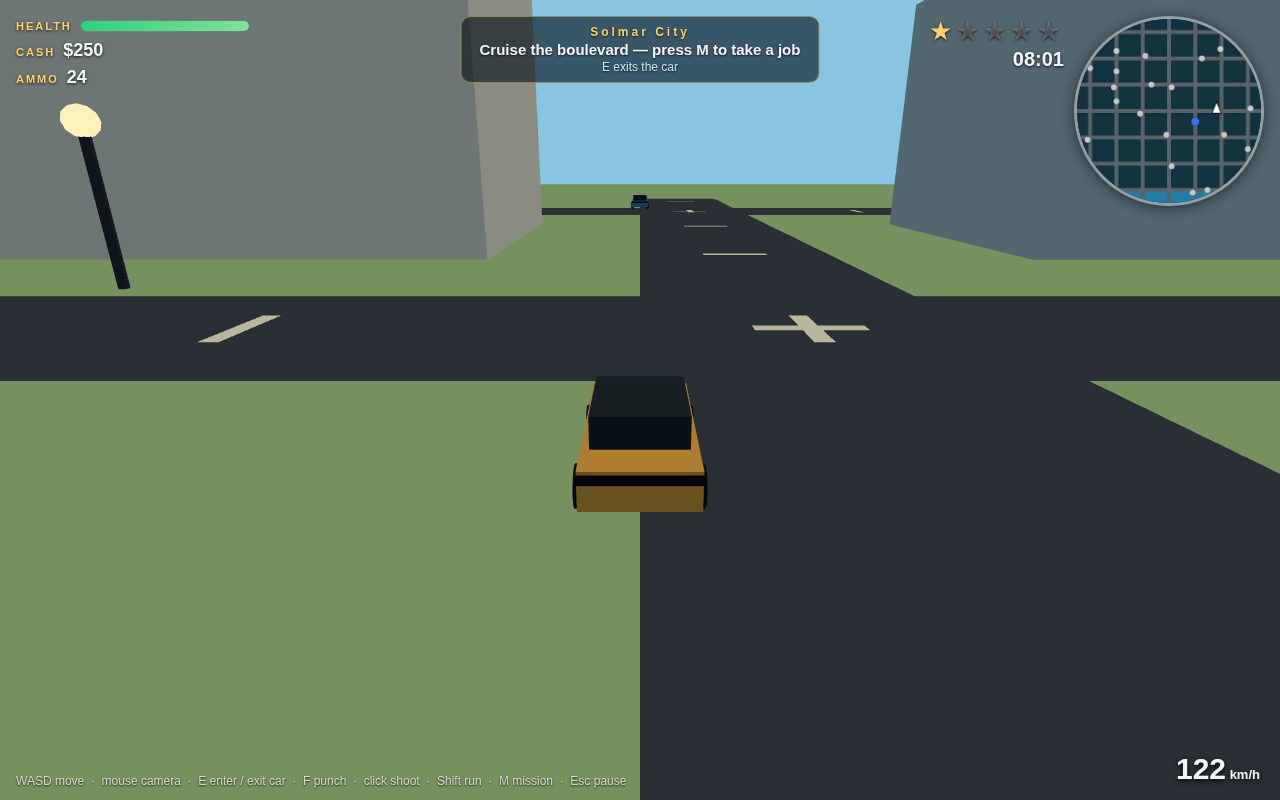 HEALTH
CASH $250
AMMO 24
Solmar City
Cruise the boulevard — press M to take a job
E exits the car
08:01
WASD move · mouse camera · E enter / exit car · F punch · click shoot · Shift run · M mission · Esc pause
122 km/h